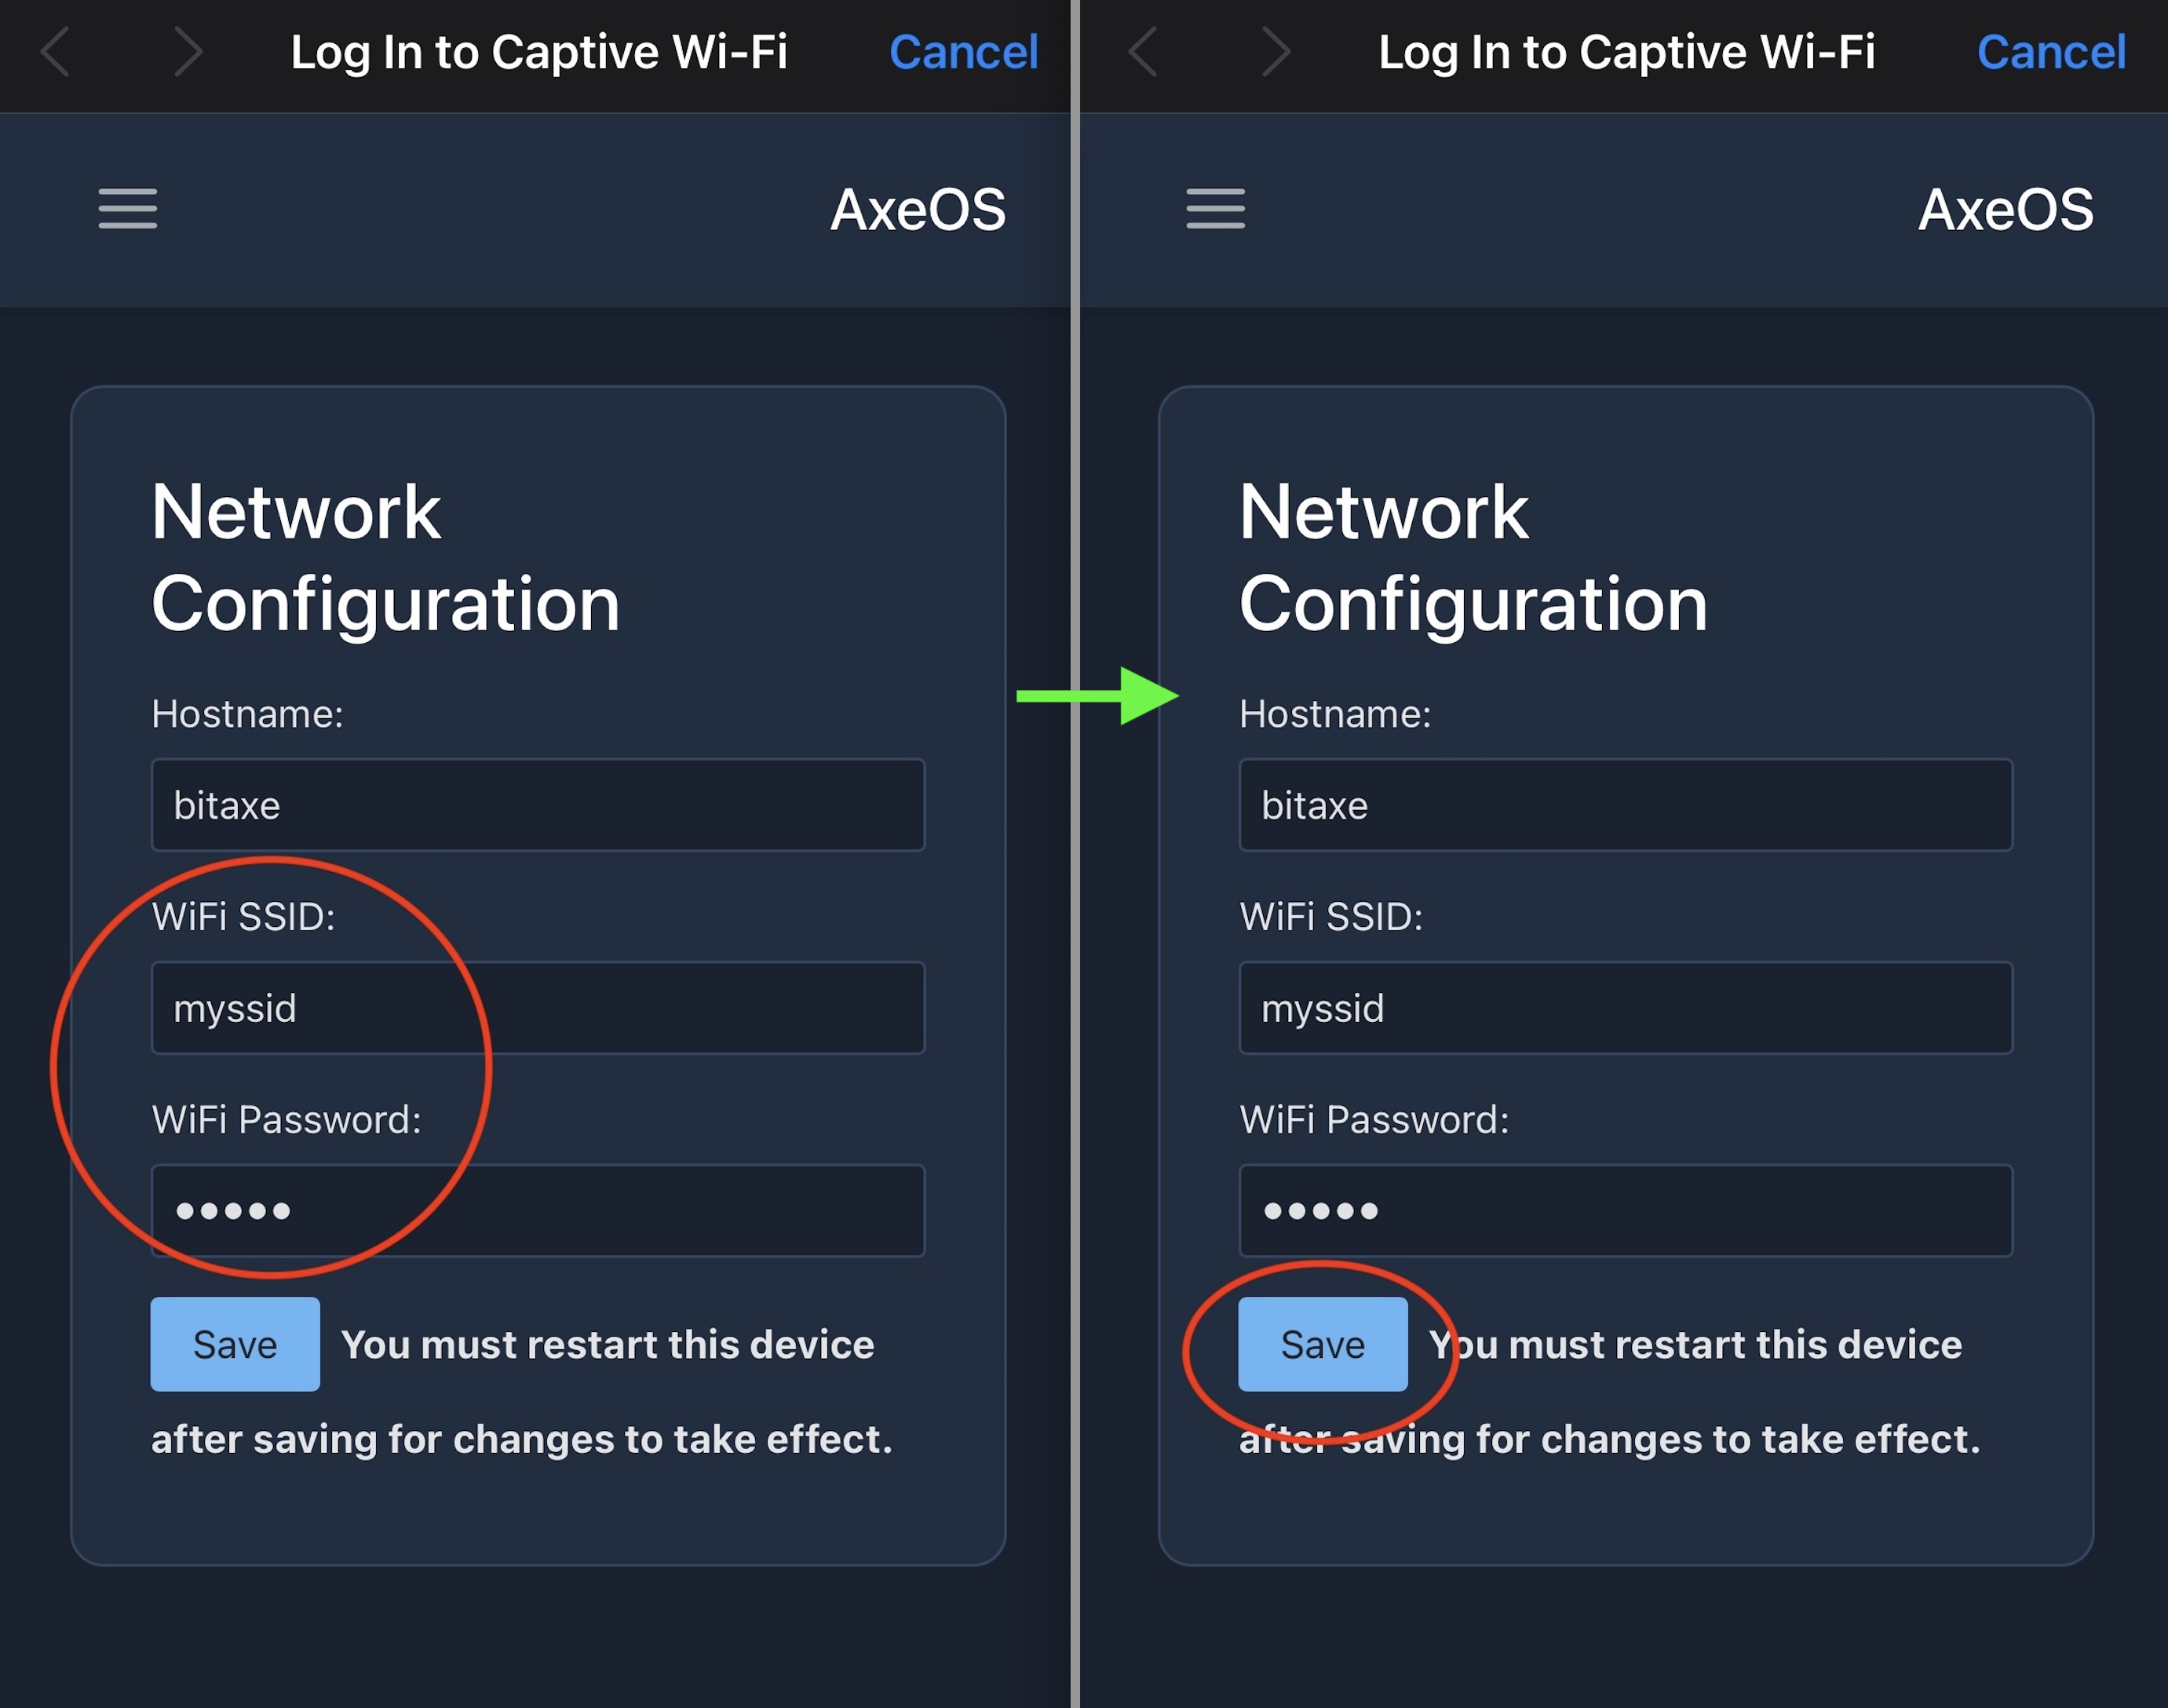 Log In to Captive Wi-Fi
Cancel
AxeOS
Network
Configuration
Hostname:
bitaxe
WiFi SSID:
myssid
WiFi Password:
•••••
Save
You must restart this device
after saving for changes to take effect.
Log In to Captive Wi-Fi
Cancel
AxeOS
Network
Configuration
Hostname:
bitaxe
WiFi SSID:
myssid
WiFi Password:
•••••
Save
You must restart this device
after saving for changes to take effect.